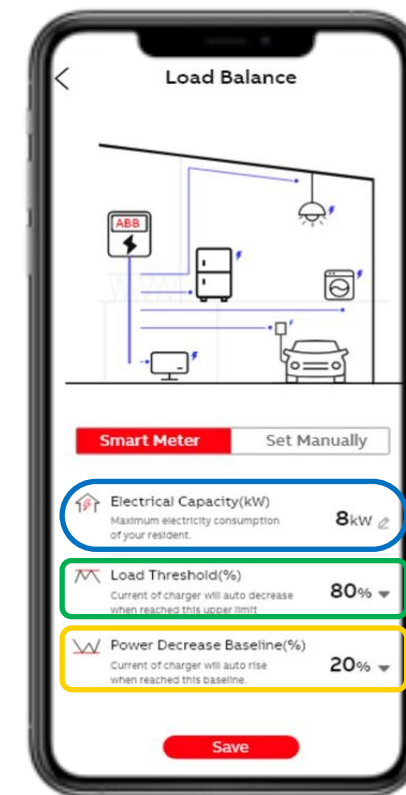 Load Balance
ABB
Smart Meter
Set Manually
Electrical Capacity(kW)
Maximum electricity consumption
of your resident.
8kW
Load Threshold(%)
Current of charger will auto decrease
when reached this upper limit
80%
Power Decrease Baseline(%)
Current of charger will auto rise
when reached this baseline.
20%
Save